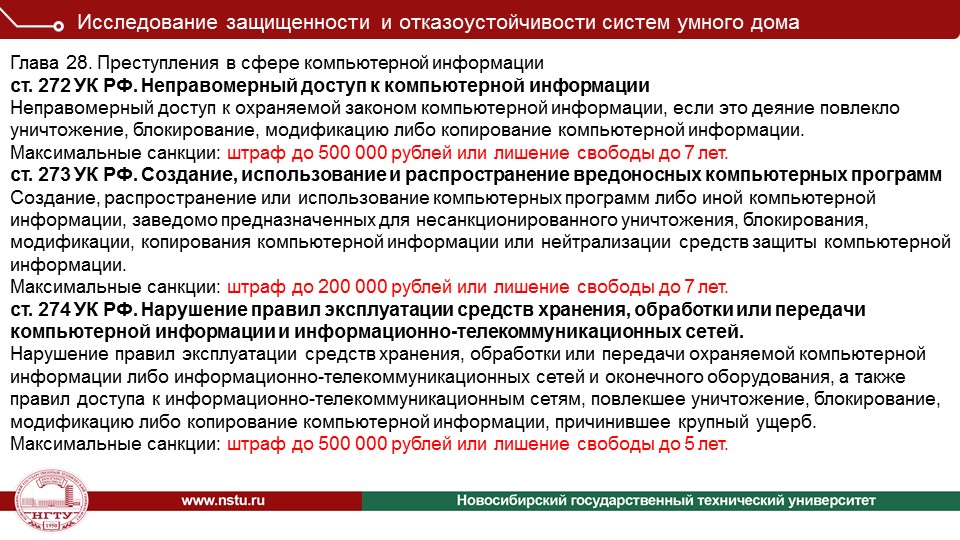 Исследование защищенности и отказоустойчивости систем умного дома
Глава 28. Преступления в сфере компьютерной информации
ст. 272 УК РФ. Неправомерный доступ к компьютерной информации
Неправомерный доступ к охраняемой законом компьютерной информации, если это деяние повлекло
уничтожение, блокирование, модификацию либо копирование компьютерной информации.
Максимальные санкции: штраф до 500 000 рублей или лишение свободы до 7 лет.
ст. 273 УК РФ. Создание, использование и распространение вредоносных компьютерных программ
Создание, распространение или использование компьютерных программ либо иной компьютерной
информации, заведомо предназначенных для несанкционированного уничтожения, блокирования,
модификации, копирования компьютерной информации или нейтрализации средств защиты компьютерной
информации.
Максимальные санкции: штраф до 200 000 рублей или лишение свободы до 7 лет.
ст. 274 УК РФ. Нарушение правил эксплуатации средств хранения, обработки или передачи
компьютерной информации и информационно-телекоммуникационных сетей.
Нарушение правил эксплуатации средств хранения, обработки или передачи охраняемой компьютерной
информации либо информационно-телекоммуникационных сетей и оконечного оборудования, а также
правил доступа к информационно-телекоммуникационным сетям, повлекшее уничтожение, блокирование,
модификацию либо копирование компьютерной информации, причинившее крупный ущерб.
Максимальные санкции: штраф до 500 000 рублей или лишение свободы до 5 лет.
НГТУ
1950
www.nstu.ru
Новосибирский государственный технический университет